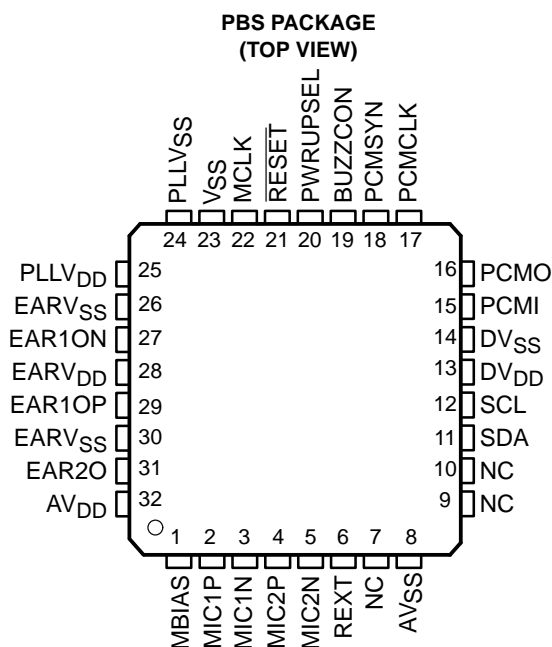 PBS PACKAGE
(TOP VIEW)
PLLVSS
VSS
MCLK
RESET
PWRUPSEL
BUZZCON
PCMSYN
PCMCLK
24 23 22 21 20 19 18 17
PLLVDD 25 16 PCMO
EARVSS 26 15 PCMI
EAR1ON 27 14 DVSS
EARVDD 28 13 DVDD
EAR1OP 29 12 SCL
EARVSS 30 11 SDA
EAR2O 31 10 NC
AVDD 32 9 NC
1 2 3 4 5 6 7 8
MBIAS
MIC1P
MIC1N
MIC2P
MIC2N
REXT
NC
AVSS